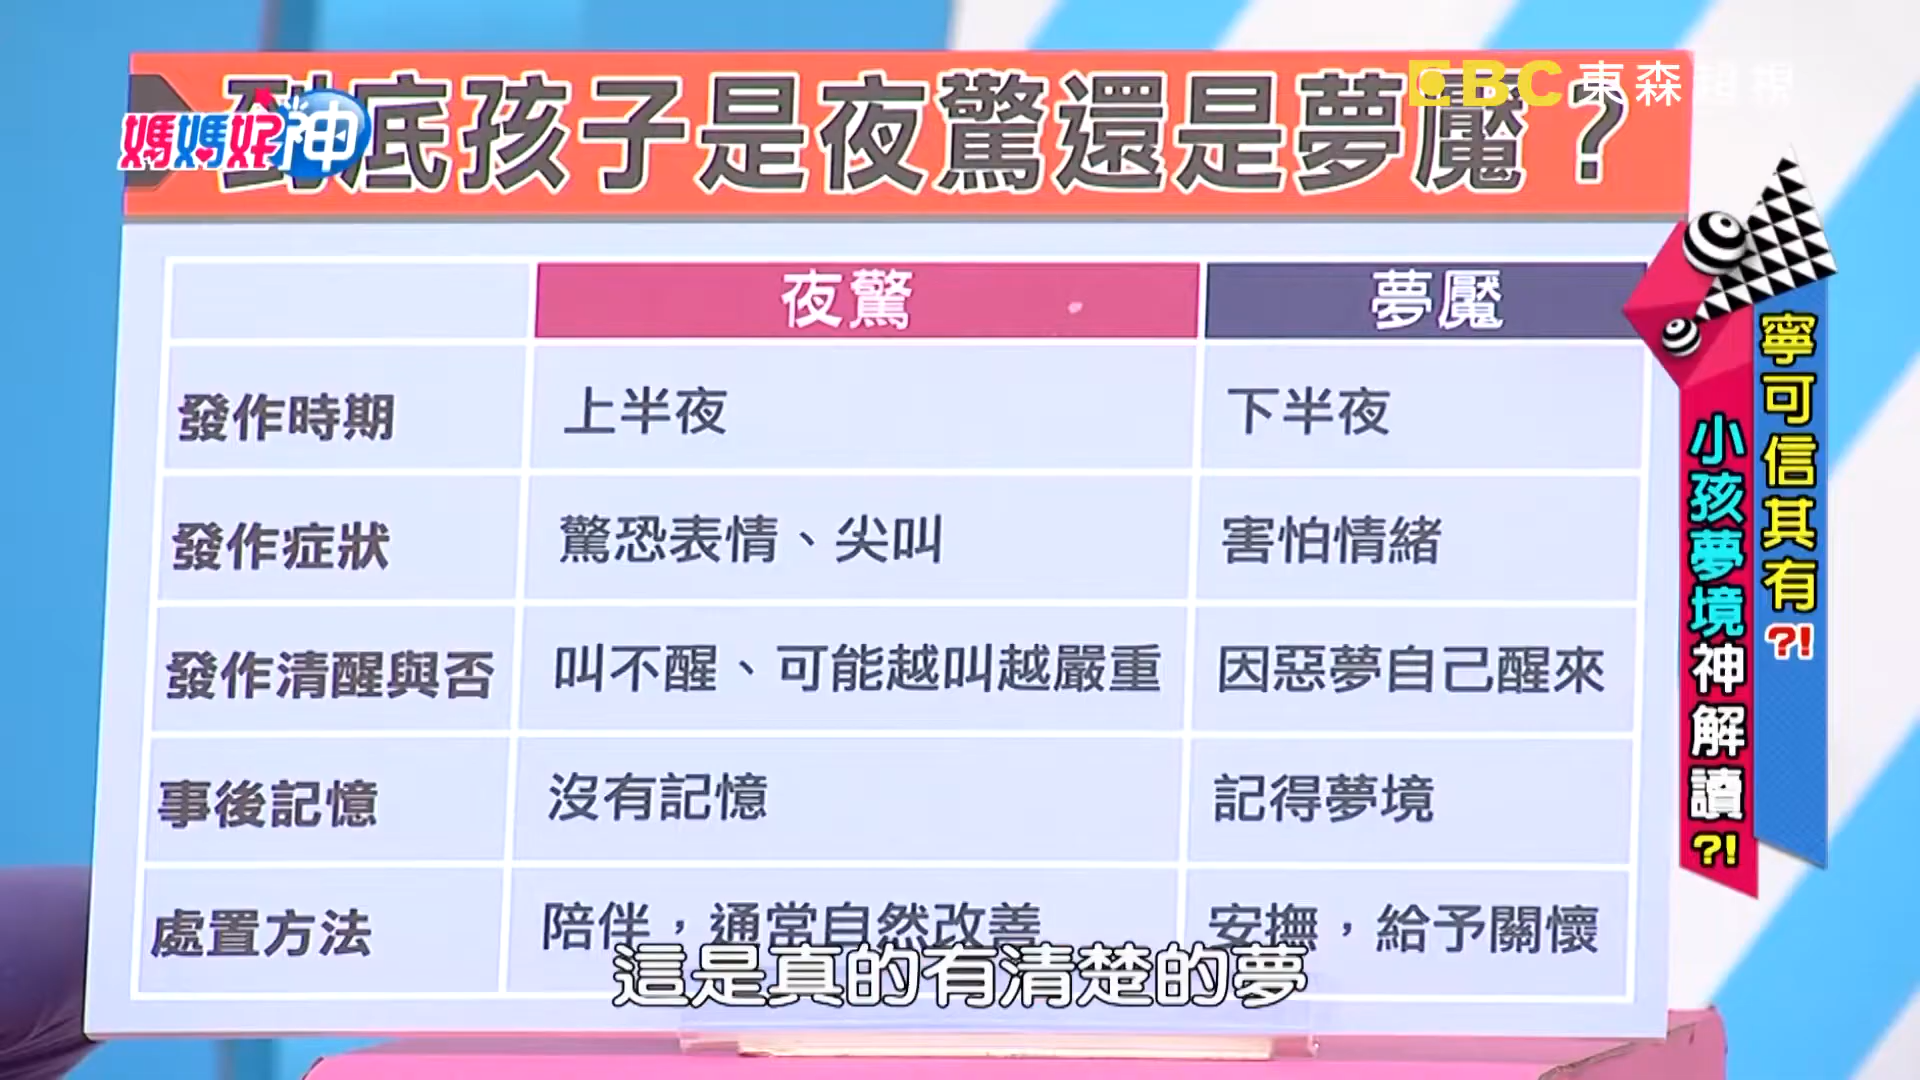 到底孩子是夜驚還是夢魘？
媽媽好神
EBC 東森超視
夜驚 夢魘
發作時期 上半夜 下半夜
發作症狀 驚恐表情、尖叫 害怕情緒
發作清醒與否 叫不醒、可能越叫越嚴重 因惡夢自己醒來
事後記憶 沒有記憶 記得夢境
處置方法 陪伴，通常自然改善 安撫，給予關懷
寧可信其有?!
小孩夢境神解讀?!
這是真的有清楚的夢